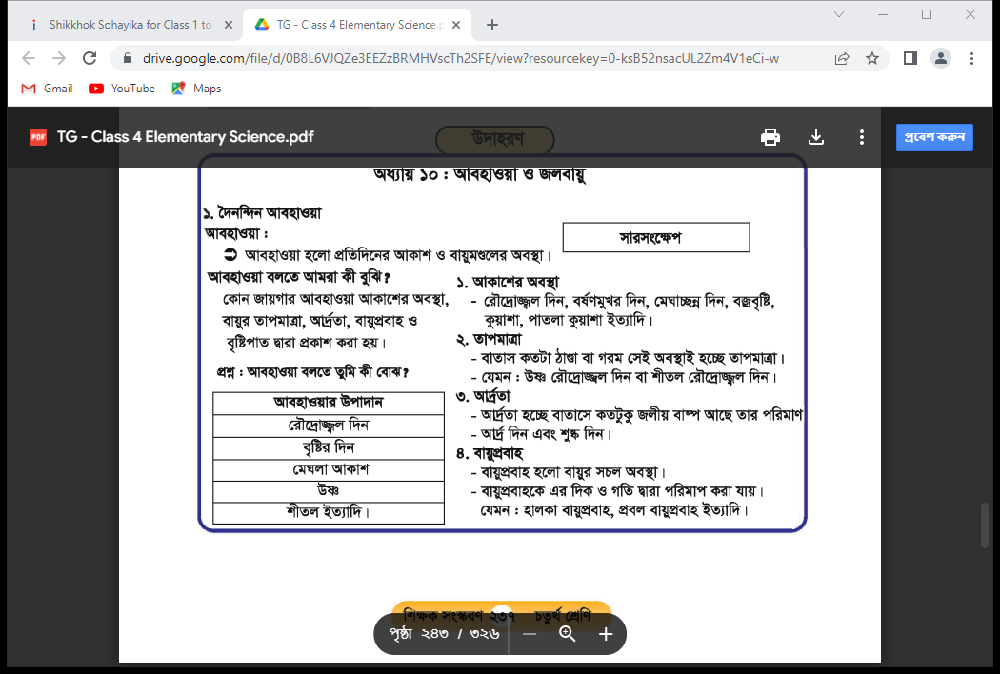 Shikkhok Sohayika for Class 1 to
TG - Class 4 Elementary Science.p
drive.google.com/file/d/0B8L6VJQZe3EEZzBRMHVscTh2SFE/view?resourcekey=0-ksB52nsacUL2Zm4V1eCi-w
Gmail YouTube Maps
PDF TG - Class 4 Elementary Science.pdf
প্রবেশ করুন
উদাহরণ
অধ্যায় ১০ : আবহাওয়া ও জলবায়ু
১. দৈনন্দিন আবহাওয়া
আবহাওয়া :
আবহাওয়া হলো প্রতিদিনের আকাশ ও বায়ুমণ্ডলের অবস্থা।
আবহাওয়া বলতে আমরা কী বুঝি?
কোন জায়গার আবহাওয়া আকাশের অবস্থা,
বায়ুর তাপমাত্রা, আর্দ্রতা, বায়ুপ্রবাহ ও
বৃষ্টিপাত দ্বারা প্রকাশ করা হয়।
প্রশ্ন : আবহাওয়া বলতে তুমি কী বোঝ?
আবহাওয়ার উপাদান
রৌদ্রোজ্জ্বল দিন
বৃষ্টির দিন
মেঘলা আকাশ
উষ্ণ
শীতল ইত্যাদি।
সারসংক্ষেপ
১. আকাশের অবস্থা
- রৌদ্রোজ্জ্বল দিন, বর্ষণমুখর দিন, মেঘাচ্ছন্ন দিন, বজ্রবৃষ্টি,
কুয়াশা, পাতলা কুয়াশা ইত্যাদি।
২. তাপমাত্রা
- বাতাস কতটা ঠাণ্ডা বা গরম সেই অবস্থাই হচ্ছে তাপমাত্রা।
- যেমন : উষ্ণ রৌদ্রোজ্জ্বল দিন বা শীতল রৌদ্রোজ্জ্বল দিন।
৩. আর্দ্রতা
- আর্দ্রতা হচ্ছে বাতাসে কতটুকু জলীয় বাষ্প আছে তার পরিমাণ
- আর্দ্র দিন এবং শুষ্ক দিন।
৪. বায়ুপ্রবাহ
- বায়ুপ্রবাহ হলো বায়ুর সচল অবস্থা।
- বায়ুপ্রবাহকে এর দিক ও গতি দ্বারা পরিমাপ করা যায়।
যেমন : হালকা বায়ুপ্রবাহ, প্রবল বায়ুপ্রবাহ ইত্যাদি।
শিক্ষক সংস্করণ ২৩৭ চতুর্থ শ্রেণি
পৃষ্ঠা ২৪৩ / ৩২৬